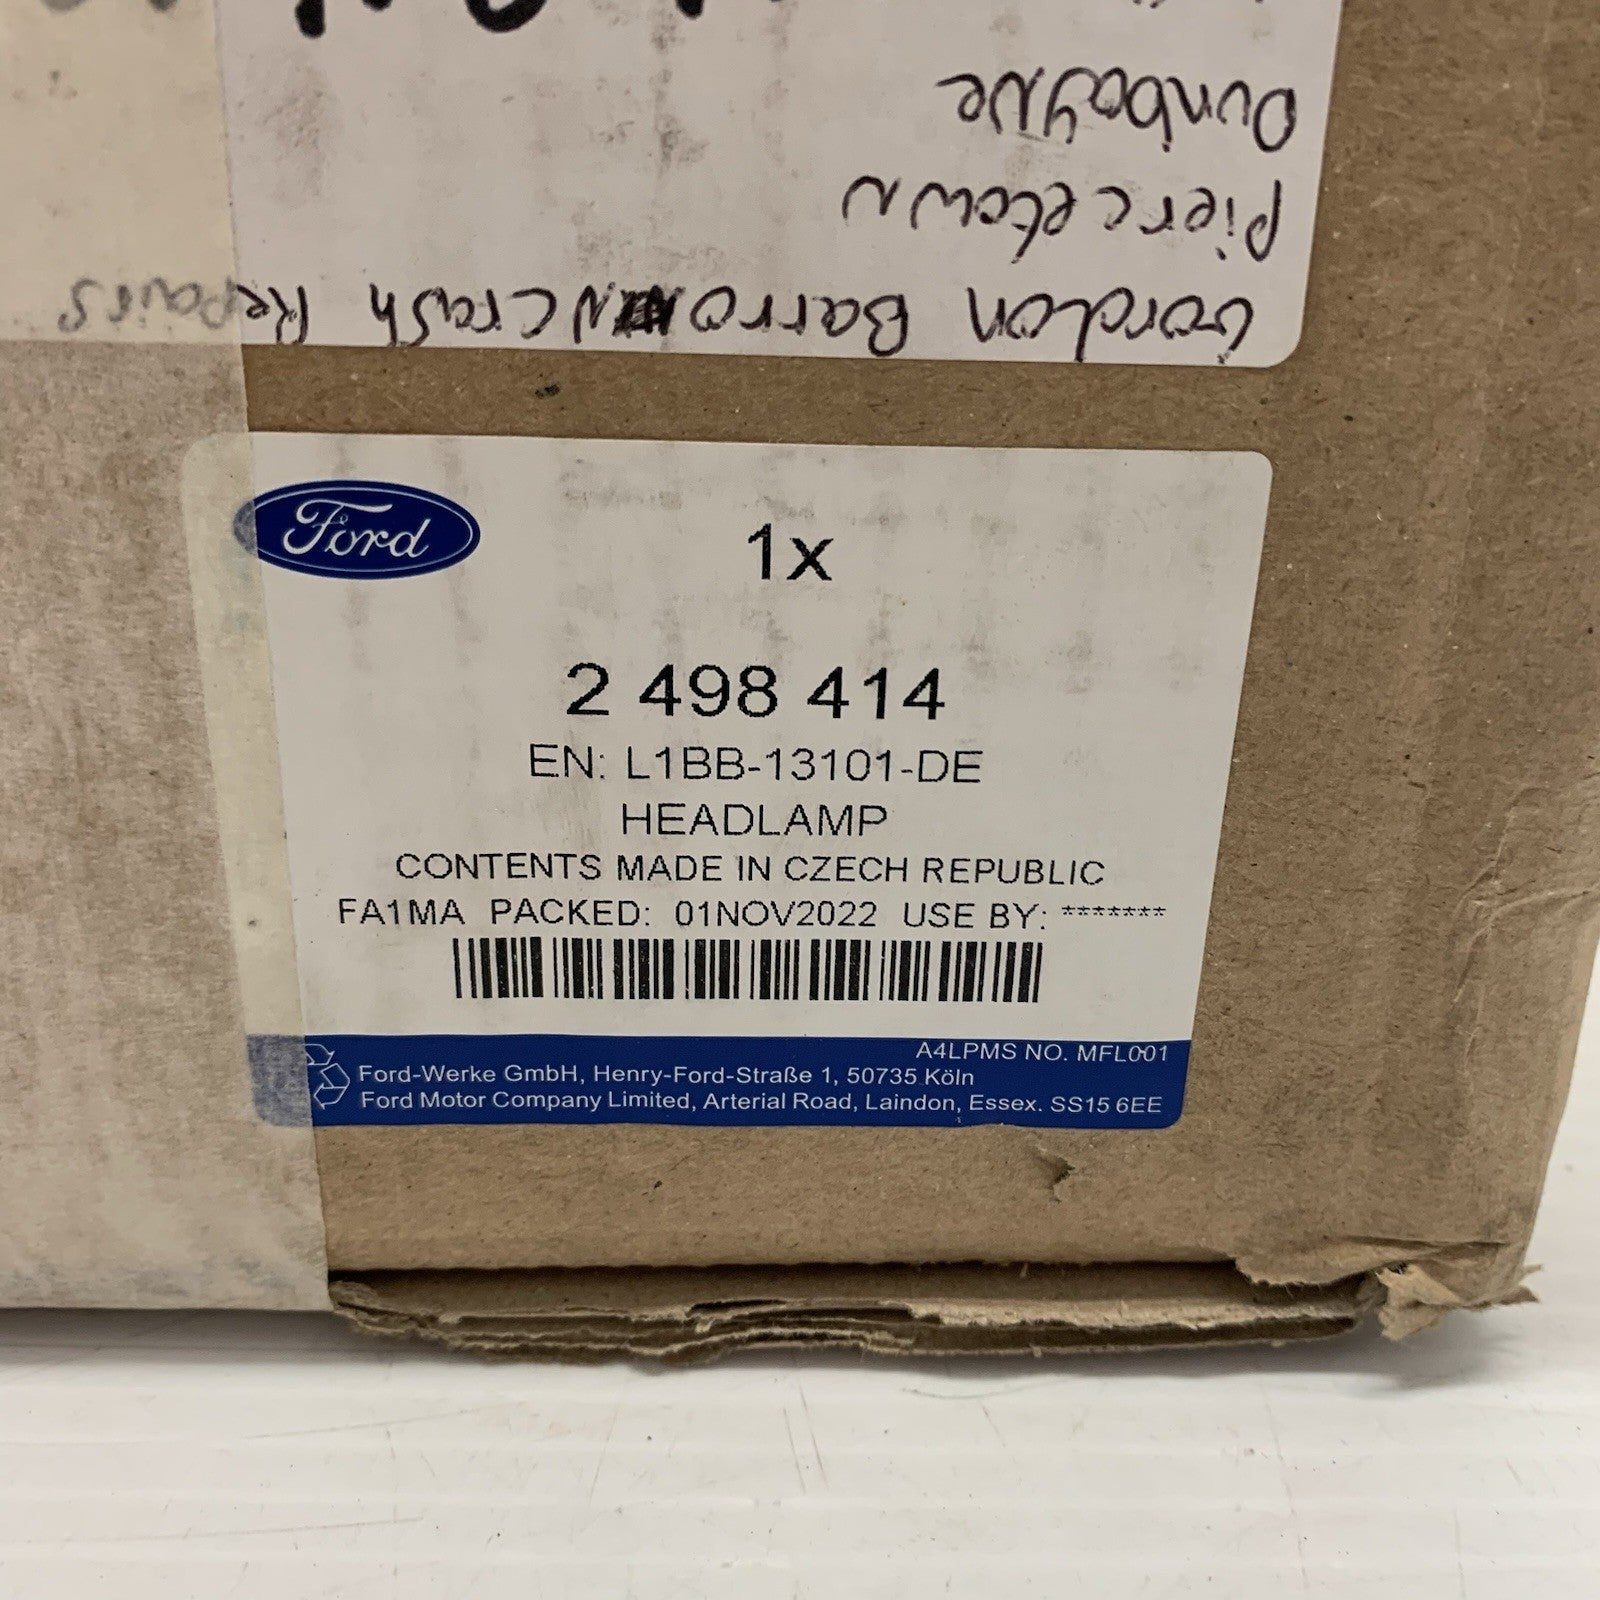 Gordon Barron Crash Repairs
Piercetown
Dunboyne
Ford
1x
2 498 414
EN: L1BB-13101-DE
HEADLAMP
CONTENTS MADE IN CZECH REPUBLIC
FA1MA PACKED: 01NOV2022 USE BY: *******
A4LPMS NO. MFL001
Ford-Werke GmbH, Henry-Ford-Straße 1, 50735 Köln
Ford Motor Company Limited, Arterial Road, Laindon, Essex. SS15 6EE